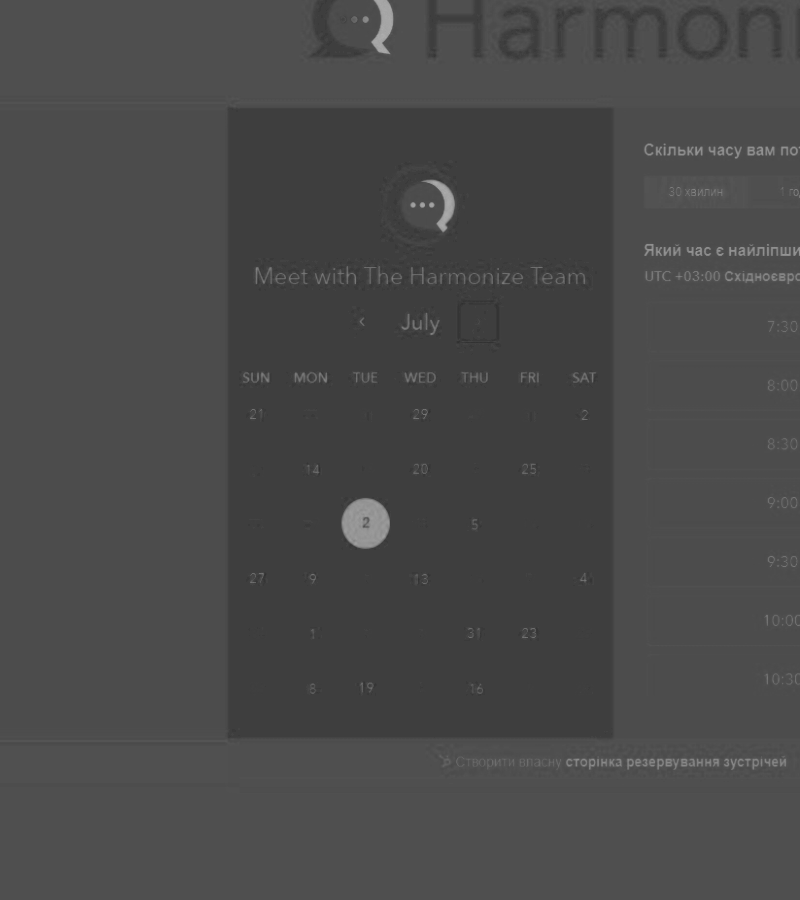 Harmoni
Скільки часу вам пот
30 хвилин 1 го
Який час є найліпши
Meet with The Harmonize Team
UTC +03:00 Східноєвро
‹ July
7:30
SUN MON TUE WED THU FRI SAT
8:00
21 29 2
8:30
14 20 25
9:00
2 5
9:30
27 9 13 4
10:00
1 31 23
10:30
8 19 16
Створити власну сторінка резервування зустрічей